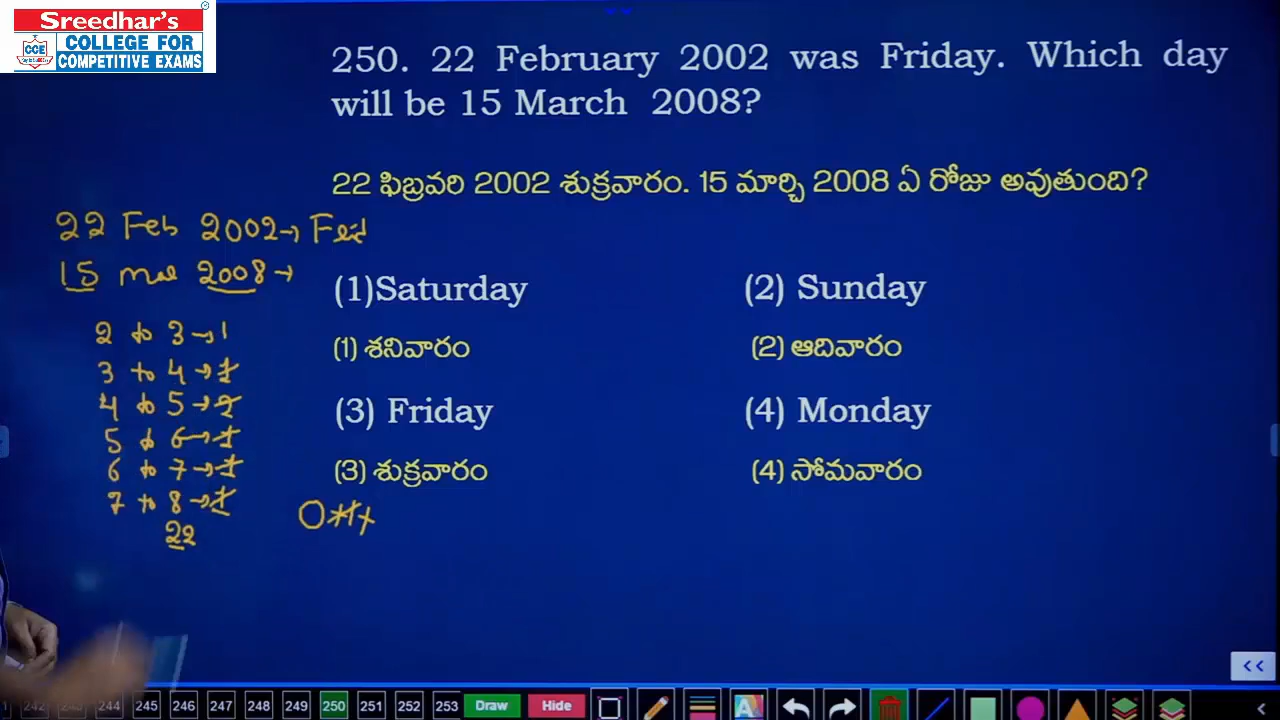 Sreedhar's
CCE
COLLEGE FOR
COMPETITIVE EXAMS
250. 22 February 2002 was Friday. Which day
will be 15 March 2008?
22 ఫిబ్రవరి 2002 శుక్రవారం. 15 మార్చి 2008 ఏ రోజు అవుతుంది?
22 Feb 2002→ Frid
15 mar 2008→
(1)Saturday
(2) Sunday
(1) శనివారం
(2) ఆదివారం
(3) Friday
(4) Monday
(3) శుక్రవారం
(4) సోమవారం
2 to 3→1
3 to 4→1
4 to 5→1
5 to 6→1
6 to 7→1
7 to 8→1
22
<<
242 243 244 245 246 247 248 249 250 251 252 253 Draw Hide